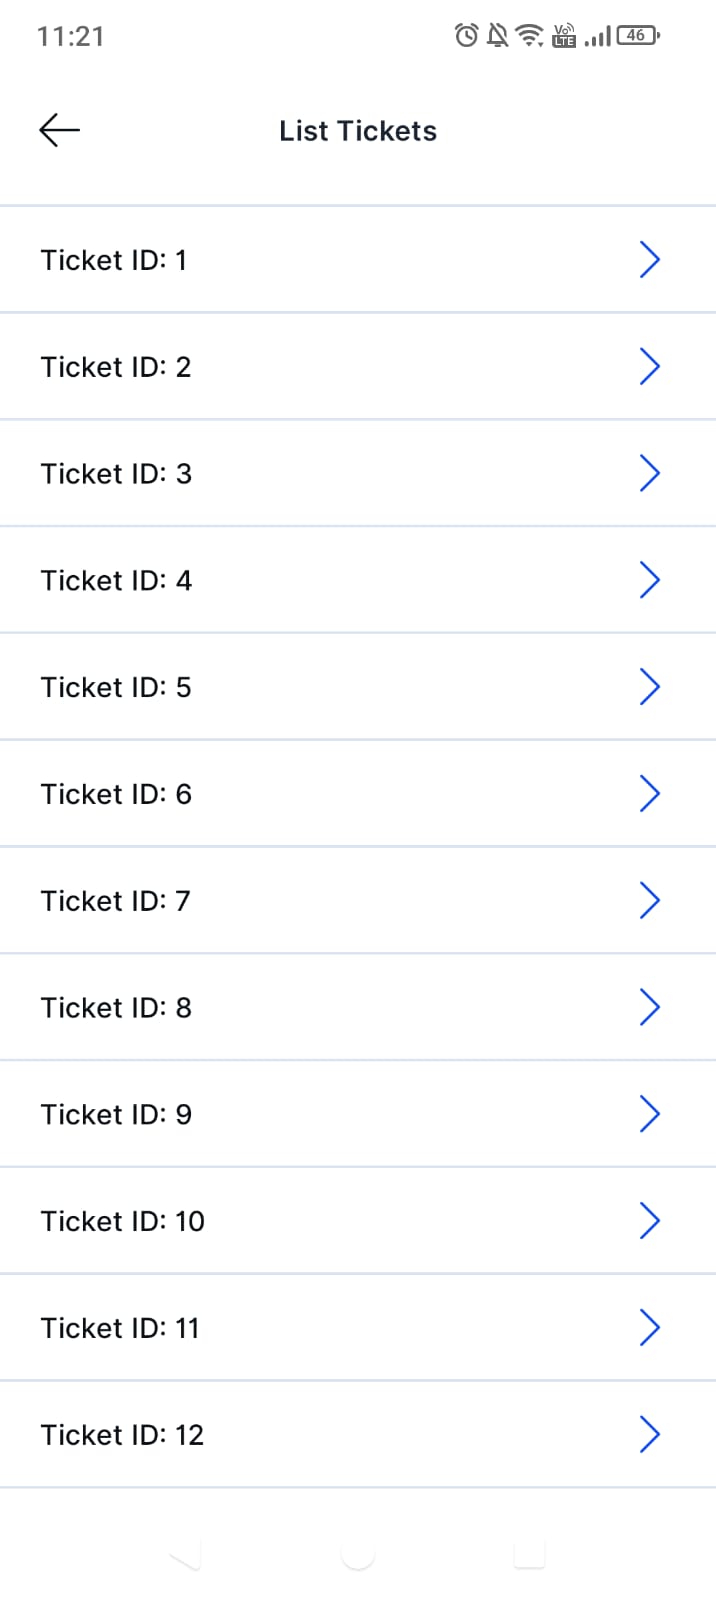 11:21
Vo LTE
46
List Tickets
Ticket ID: 1
Ticket ID: 2
Ticket ID: 3
Ticket ID: 4
Ticket ID: 5
Ticket ID: 6
Ticket ID: 7
Ticket ID: 8
Ticket ID: 9
Ticket ID: 10
Ticket ID: 11
Ticket ID: 12